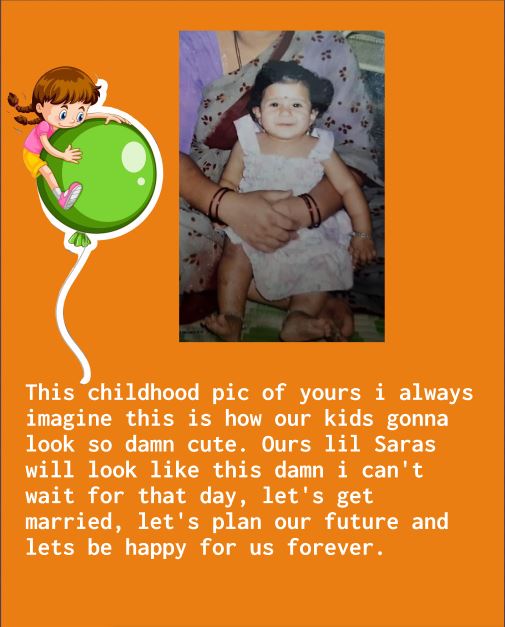 This childhood pic of yours i always
imagine this is how our kids gonna
look so damn cute. Ours lil Saras
will look like this damn i can't
wait for that day, let's get
married, let's plan our future and
lets be happy for us forever.